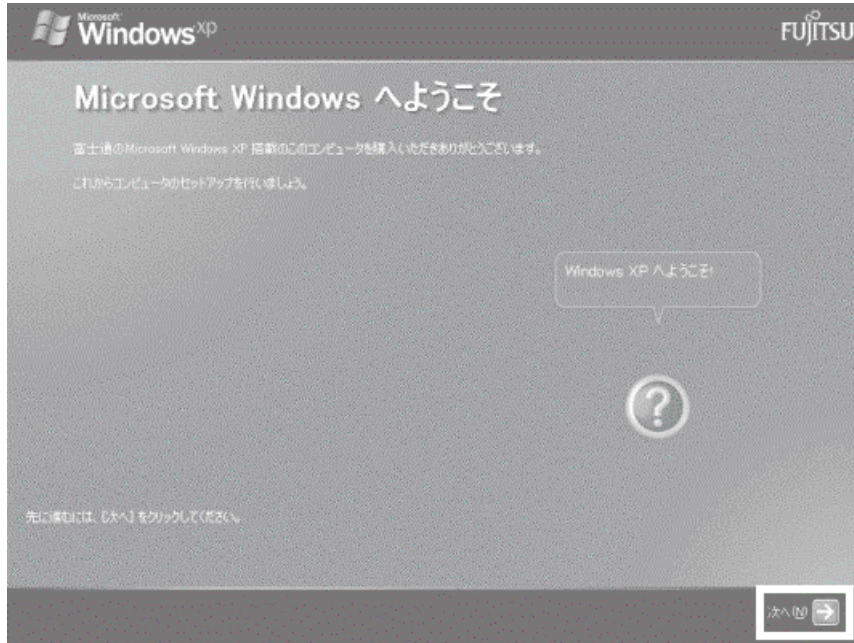 Microsoft
Windows xp
FUJITSU
Microsoft Windows へようこそ
富士通のMicrosoft Windows XP 搭載のこのコンピュータを購入いただきありがとうございます。
これからコンピュータのセットアップを行いましょう。
Windows XP へようこそ!
?
先に進むには、[次へ] をクリックしてください。
次へ(N)